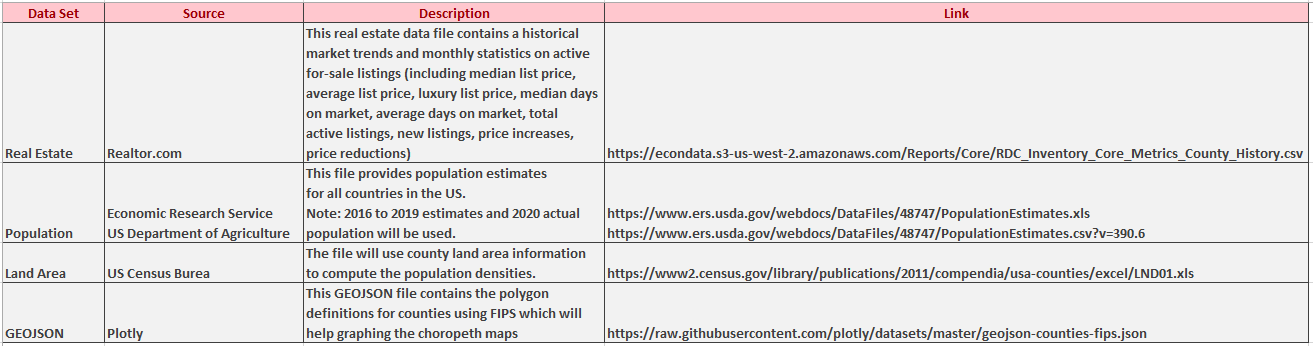 Data Set Source Description Link
This real estate data file contains a historical
market trends and monthly statistics on active
for-sale listings (including median list price,
average list price, luxury list price, median days
on market, average days on market, total
active listings, new listings, price increases,
Real Estate Realtor.com price reductions) https://econdata.s3-us-west-2.amazonaws.com/Reports/Core/RDC_Inventory_Core_Metrics_County_History.csv
This file provides population estimates
for all countries in the US.
Economic Research Service Note: 2016 to 2019 estimates and 2020 actual https://www.ers.usda.gov/webdocs/DataFiles/48747/PopulationEstimates.xls
Population US Department of Agriculture population will be used. https://www.ers.usda.gov/webdocs/DataFiles/48747/PopulationEstimates.csv?v=390.6
The file will use county land area information
Land Area US Census Burea to compute the population densities. https://www2.census.gov/library/publications/2011/compendia/usa-counties/excel/LND01.xls
This GEOJSON file contains the polygon
definitions for counties using FIPS which will
GEOJSON Plotly help graphing the choropeth maps https://raw.githubusercontent.com/plotly/datasets/master/geojson-counties-fips.json